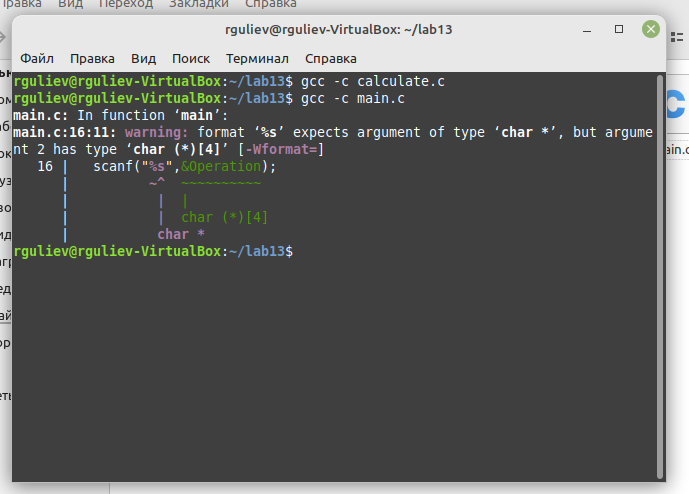 Правка Вид Переход Закладки Справка
rguliev@rguliev-VirtualBox: ~/lab13
Файл Правка Вид Поиск Терминал Справка
rguliev@rguliev-VirtualBox:~/lab13$ gcc -c calculate.c
rguliev@rguliev-VirtualBox:~/lab13$ gcc -c main.c
main.c: In function ‘main’:
main.c:16:11: warning: format ‘%s’ expects argument of type ‘char *’, but argume
nt 2 has type ‘char (*)[4]’ [-Wformat=]
16 |   scanf("%s",&Operation);
|          ~^  ~~~~~~~~~~
|           |  |
|           |  char (*)[4]
|           char *
rguliev@rguliev-VirtualBox:~/lab13$